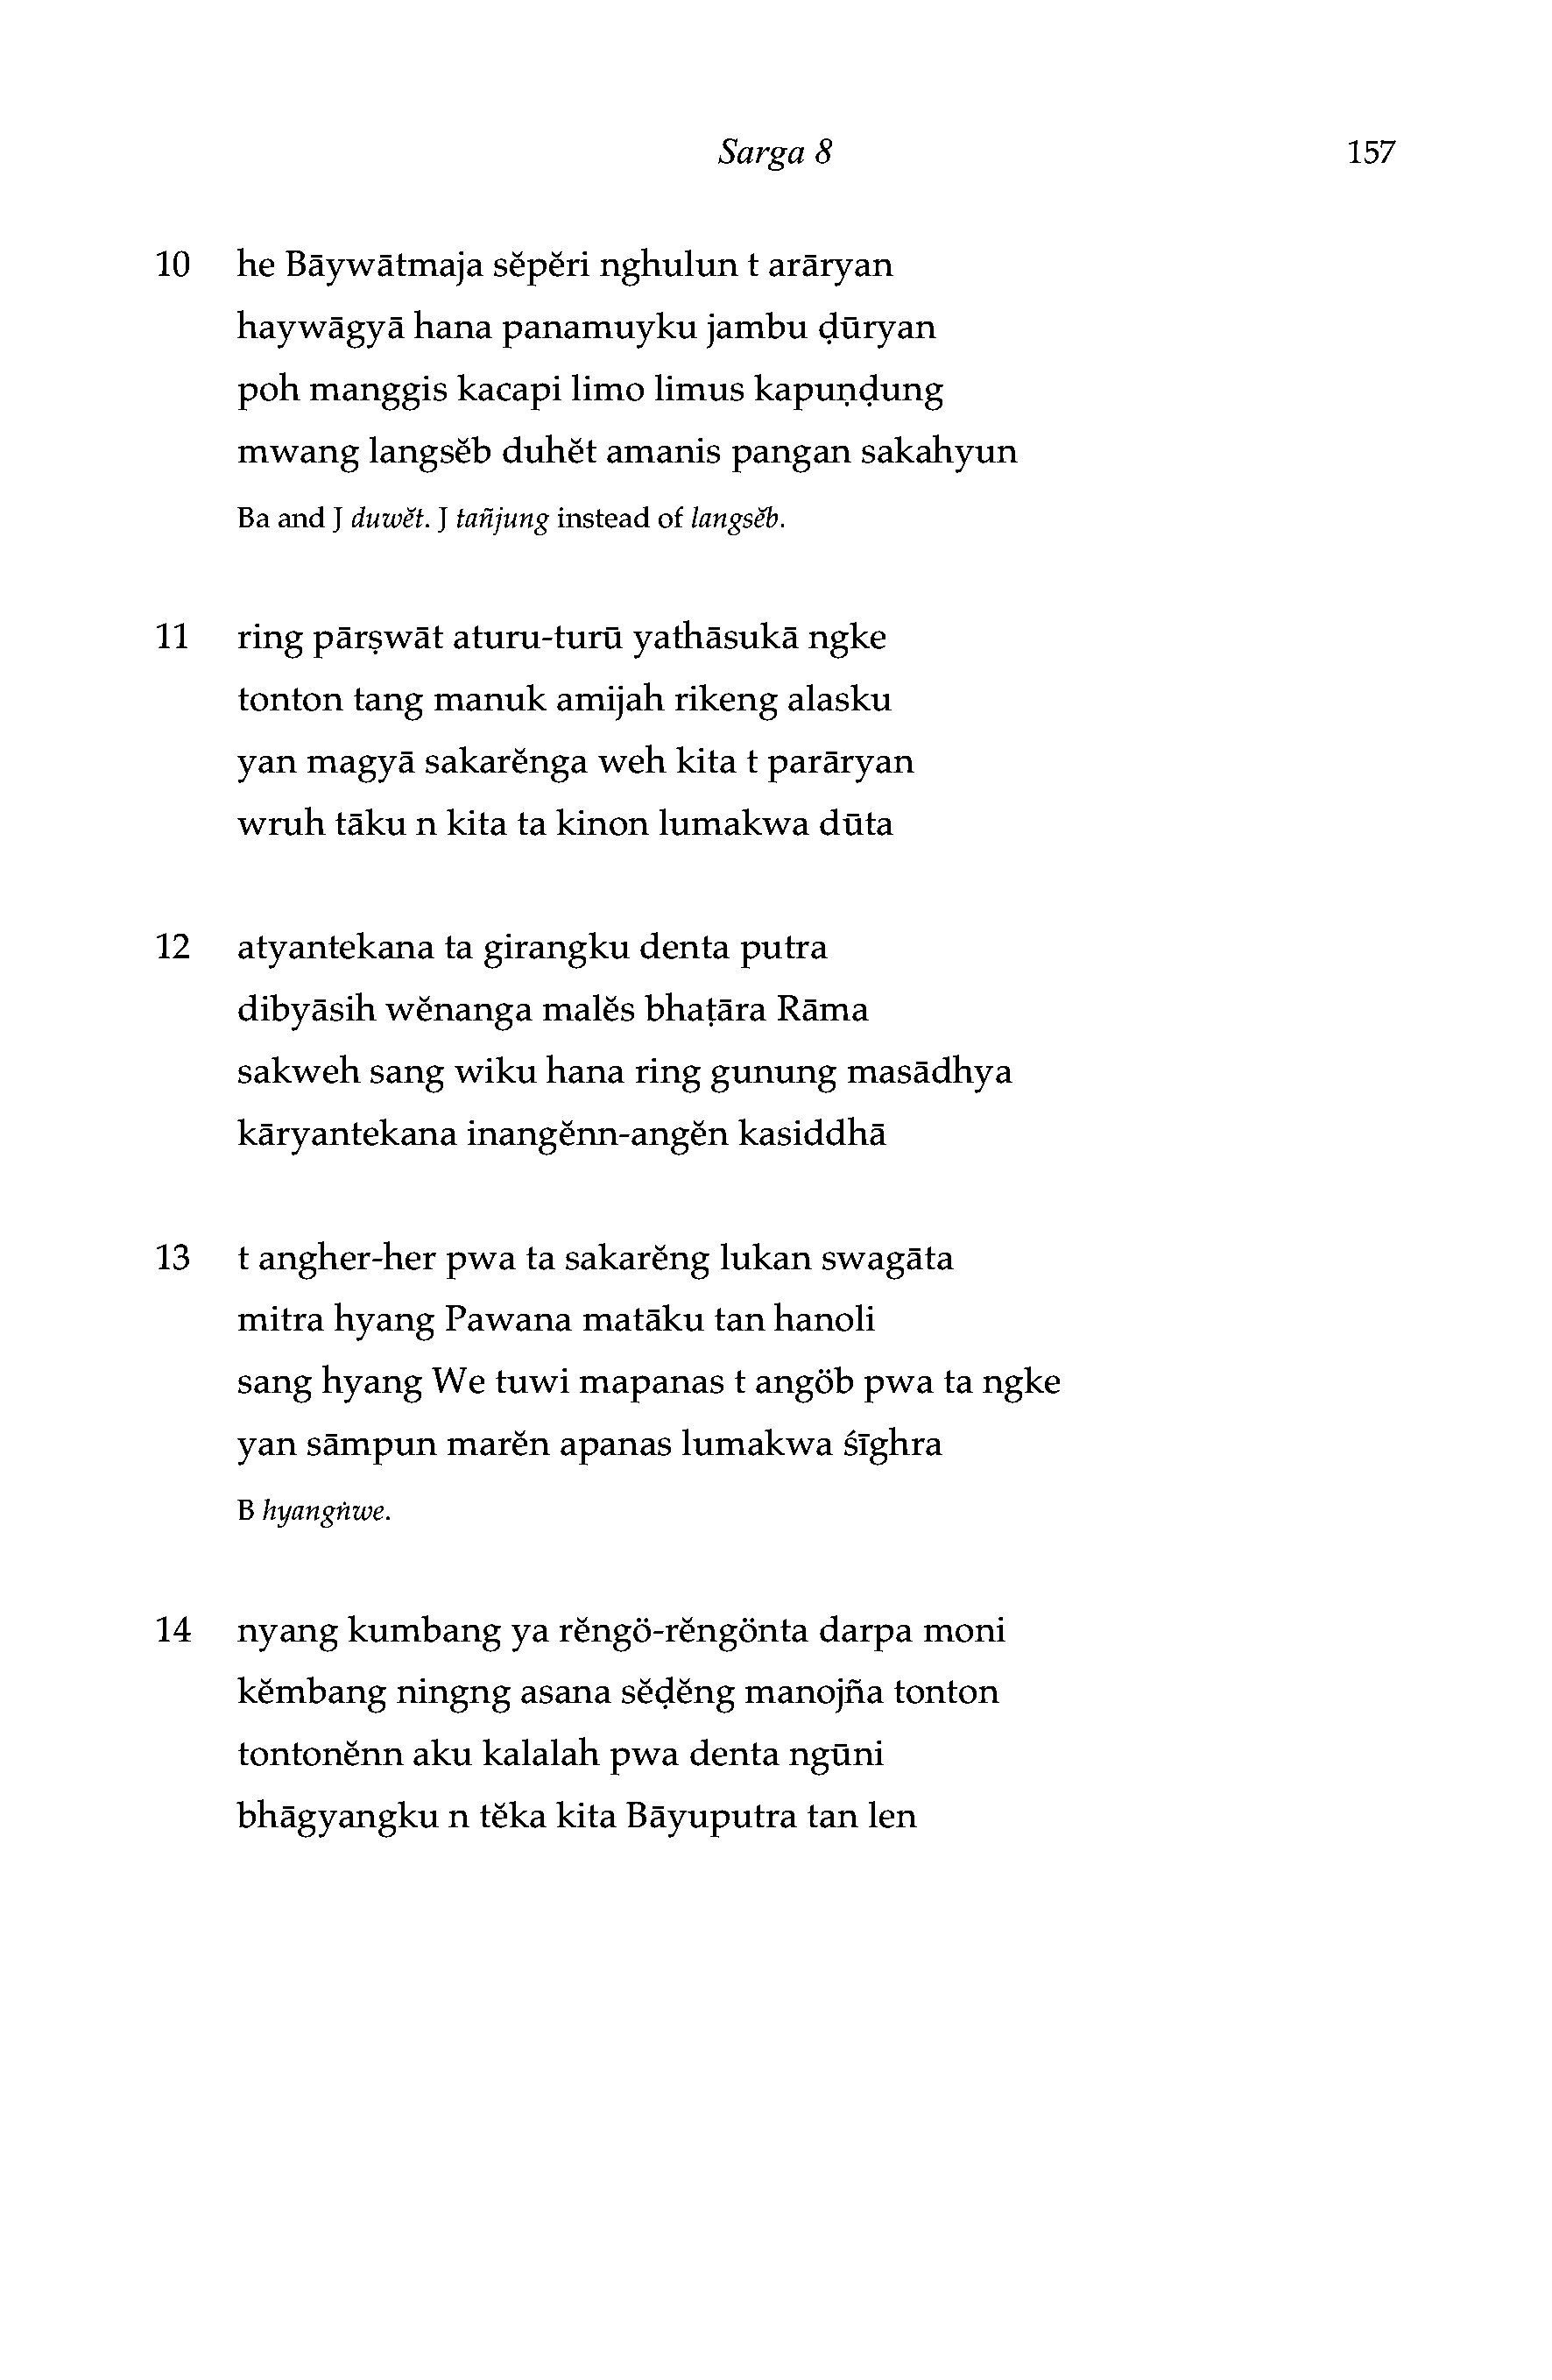 Sarga 8 157
10 he Bāywātmaja sĕpĕri nghulun t arāryan
haywāgyā hana panamuyku jambu ḍūryan
poh manggis kacapi limo limus kapuṇḍung
mwang langsĕb duhĕt amanis pangan sakahyun
Ba and J duwĕt. J tañjung instead of langsĕb.
11 ring pārṣwāt aturu-turū yathāsukā ngke
tonton tang manuk amijah rikeng alasku
yan magyā sakarĕnga weh kita t parāryan
wruh tāku n kita ta kinon lumakwa dūta
12 atyantekana ta girangku denta putra
dibyāsih wĕnanga malĕs bhaṭāra Rāma
sakweh sang wiku hana ring gunung masādhya
kāryantekana inangĕnn-angĕn kasiddhā
13 t angher-her pwa ta sakarĕng lukan swagāta
mitra hyang Pawana matāku tan hanoli
sang hyang We tuwi mapanas t angöb pwa ta ngke
yan sāmpun marĕn apanas lumakwa śīghra
B hyangṅwe.
14 nyang kumbang ya rĕngö-rĕngönta darpa moni
kĕmbang ningng asana sĕḍĕng manojña tonton
tontonĕnn aku kalalah pwa denta ngūni
bhāgyangku n tĕka kita Bāyuputra tan len